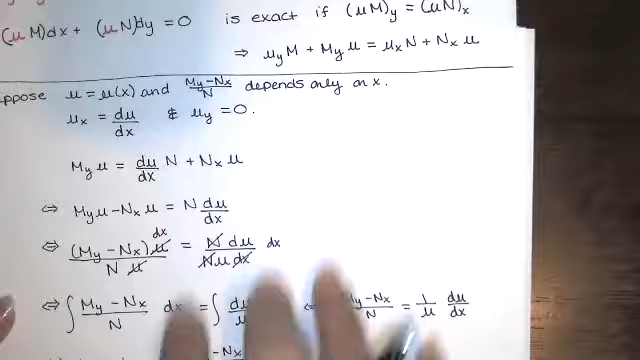 (μM)dx + (μN)dy = 0 is exact if (μM)y = (μN)x
⇒ μyM + Myμ = μxN + Nxμ
ppose μ = μ(x) and My-Nx/N depends only on x.
μx = du/dx & μy = 0.
Myμ = dμ/dx N + Nxμ
⇔ Myμ - Nxμ = N dμ/dx
⇔ (My - Nx)μ dx / Nμ = N dμ / Nμ dx dx
⇔ ∫ My - Nx / N dx = ∫ dμ/μ My-Nx/N = 1/μ dμ/dx